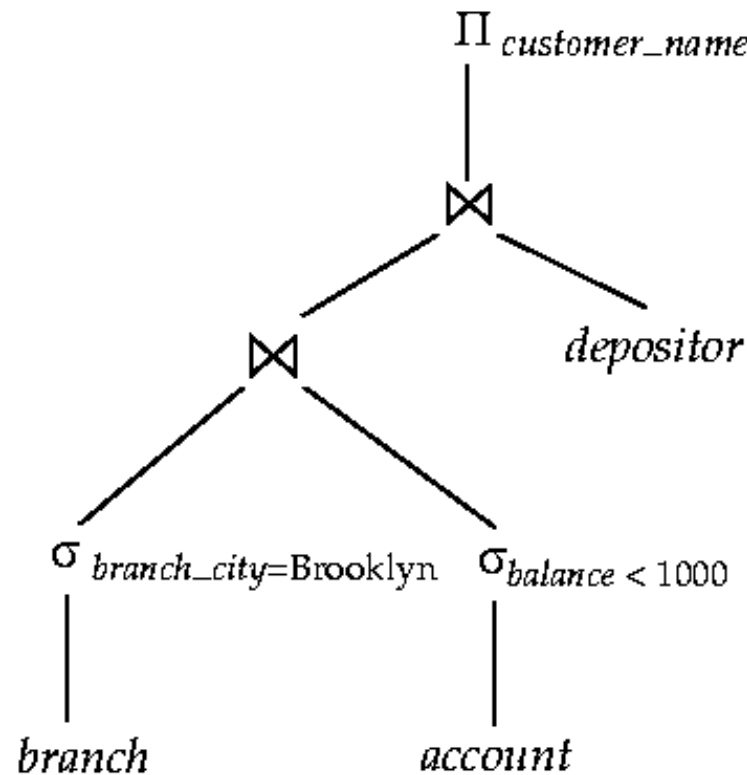 Π customer_name
⋈
⋈
depositor
σ branch_city=Brooklyn
σ balance < 1000
branch
account